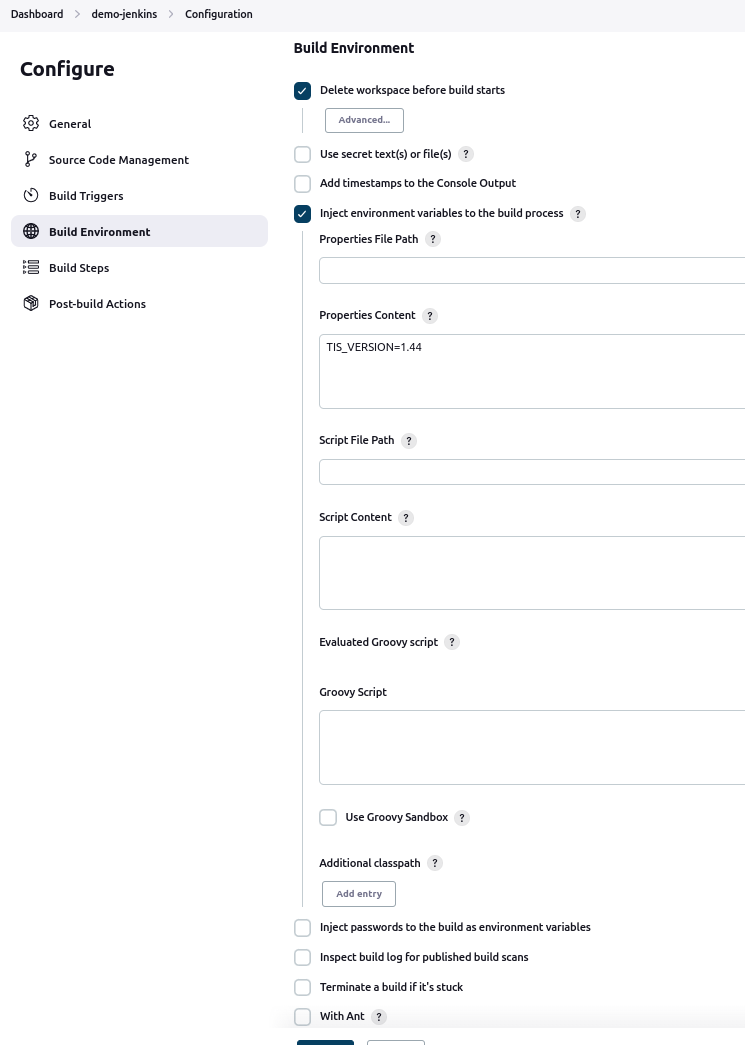 Dashboard > demo-jenkins > Configuration
Configure
General
Source Code Management
Build Triggers
Build Environment
Build Steps
Post-build Actions
Build Environment
Delete workspace before build starts
Advanced...
Use secret text(s) or file(s) ?
Add timestamps to the Console Output
Inject environment variables to the build process ?
Properties File Path ?
Properties Content ?
TIS_VERSION=1.44
Script File Path ?
Script Content ?
Evaluated Groovy script ?
Groovy Script
Use Groovy Sandbox ?
Additional classpath ?
Add entry
Inject passwords to the build as environment variables
Inspect build log for published build scans
Terminate a build if it's stuck
With Ant ?